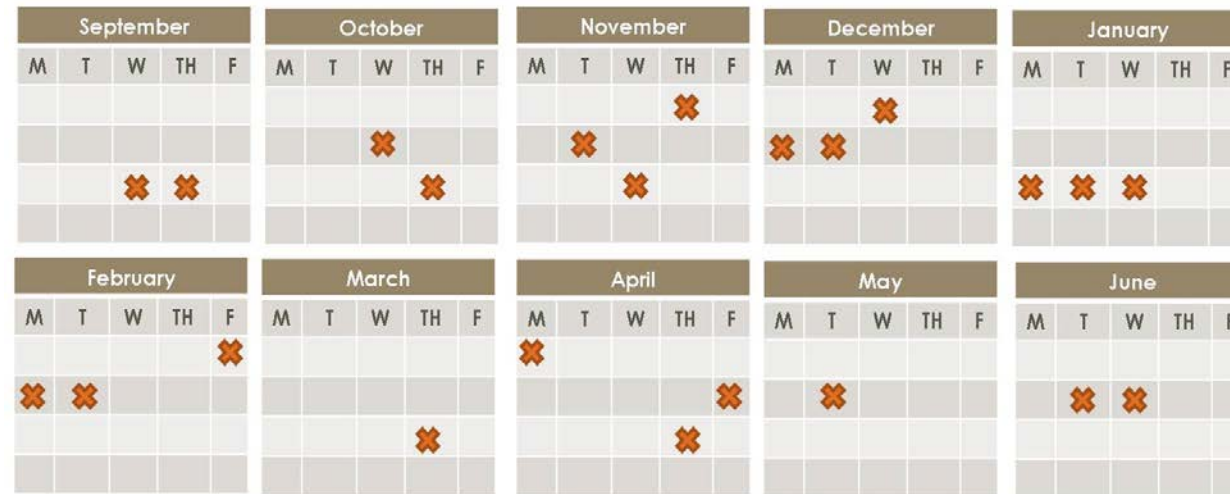 September October November December January
M T W TH F M T W TH F M T W TH F M T W TH F M T W TH F
February March April May June
M T W TH F M T W TH F M T W TH F M T W TH F M T W TH F